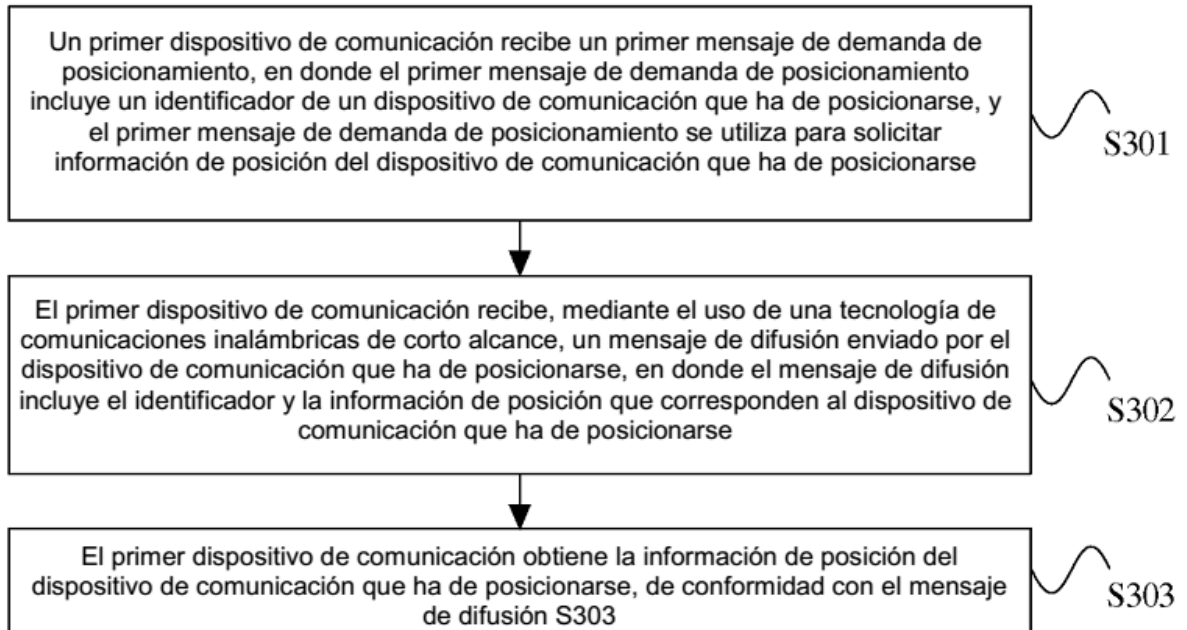 Un primer dispositivo de comunicación recibe un primer mensaje de demanda de
posicionamiento, en donde el primer mensaje de demanda de posicionamiento
incluye un identificador de un dispositivo de comunicación que ha de posicionarse, y
el primer mensaje de demanda de posicionamiento se utiliza para solicitar
información de posición del dispositivo de comunicación que ha de posicionarse
S301
El primer dispositivo de comunicación recibe, mediante el uso de una tecnología de
comunicaciones inalámbricas de corto alcance, un mensaje de difusión enviado por el
dispositivo de comunicación que ha de posicionarse, en donde el mensaje de difusión
incluye el identificador y la información de posición que corresponden al dispositivo de
comunicación que ha de posicionarse
S302
El primer dispositivo de comunicación obtiene la información de posición del
dispositivo de comunicación que ha de posicionarse, de conformidad con el mensaje
de difusión S303
S303